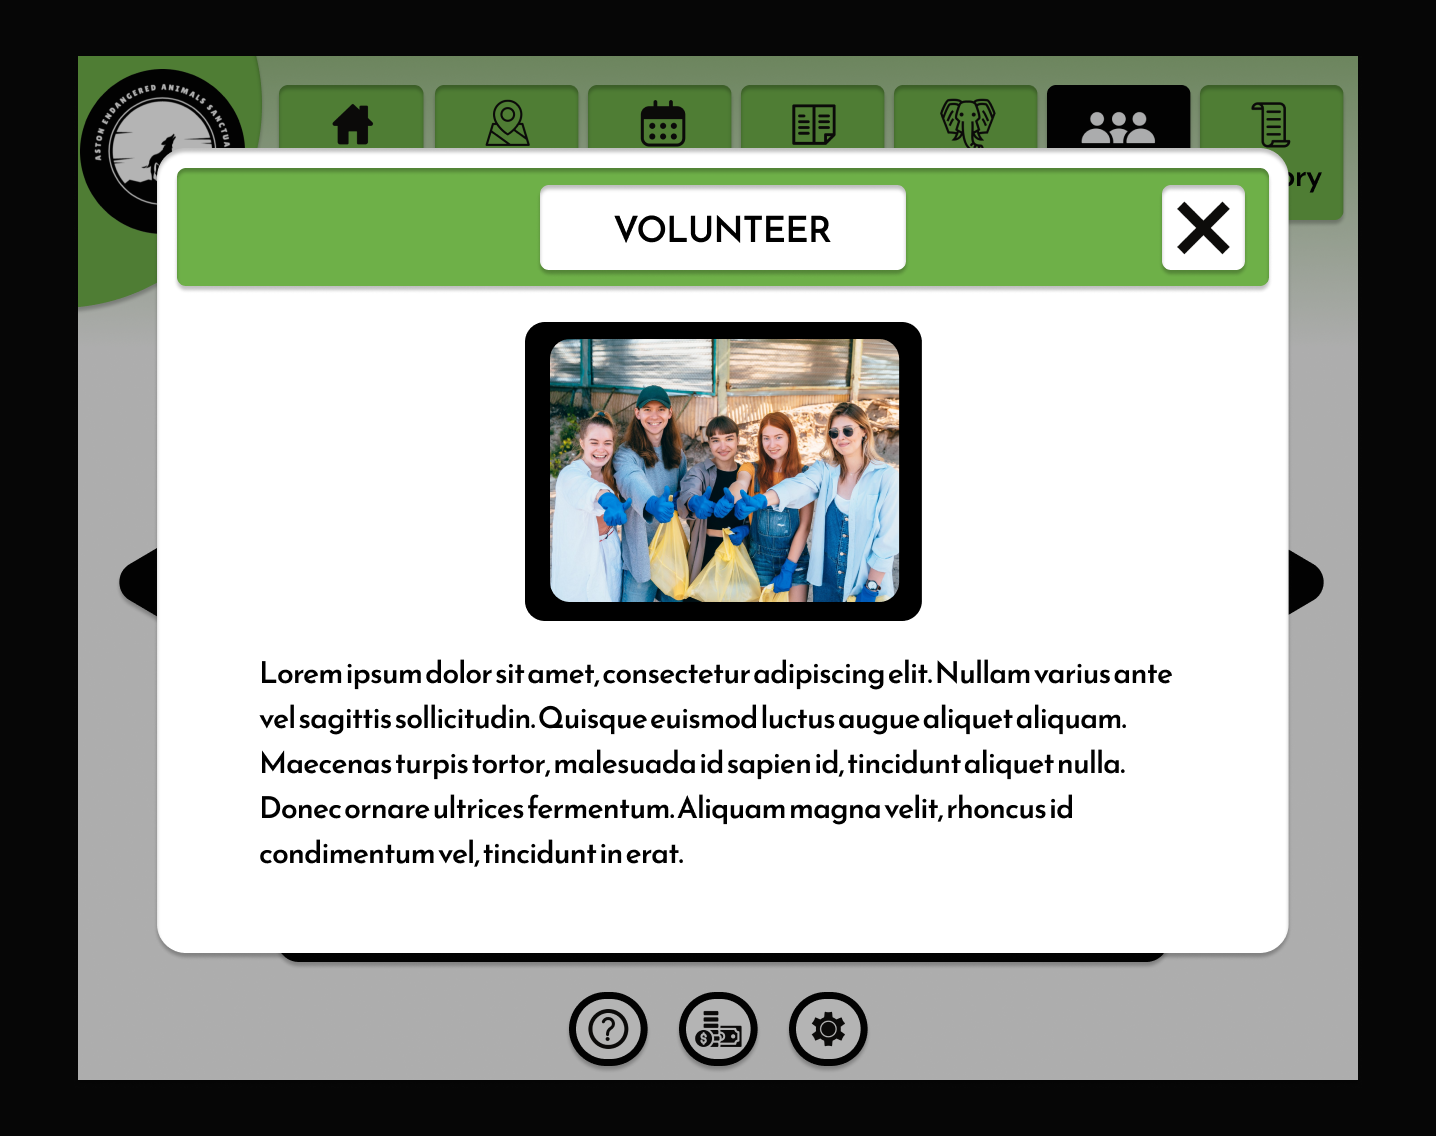 ASTON ENDANGERED ANIMALS SANCTUA
ory
VOLUNTEER
Lorem ipsum dolor sit amet, consectetur adipiscing elit. Nullam varius ante
vel sagittis sollicitudin. Quisque euismod luctus augue aliquet aliquam.
Maecenas turpis tortor, malesuada id sapien id, tincidunt aliquet nulla.
Donec ornare ultrices fermentum. Aliquam magna velit, rhoncus id
condimentum vel, tincidunt in erat.